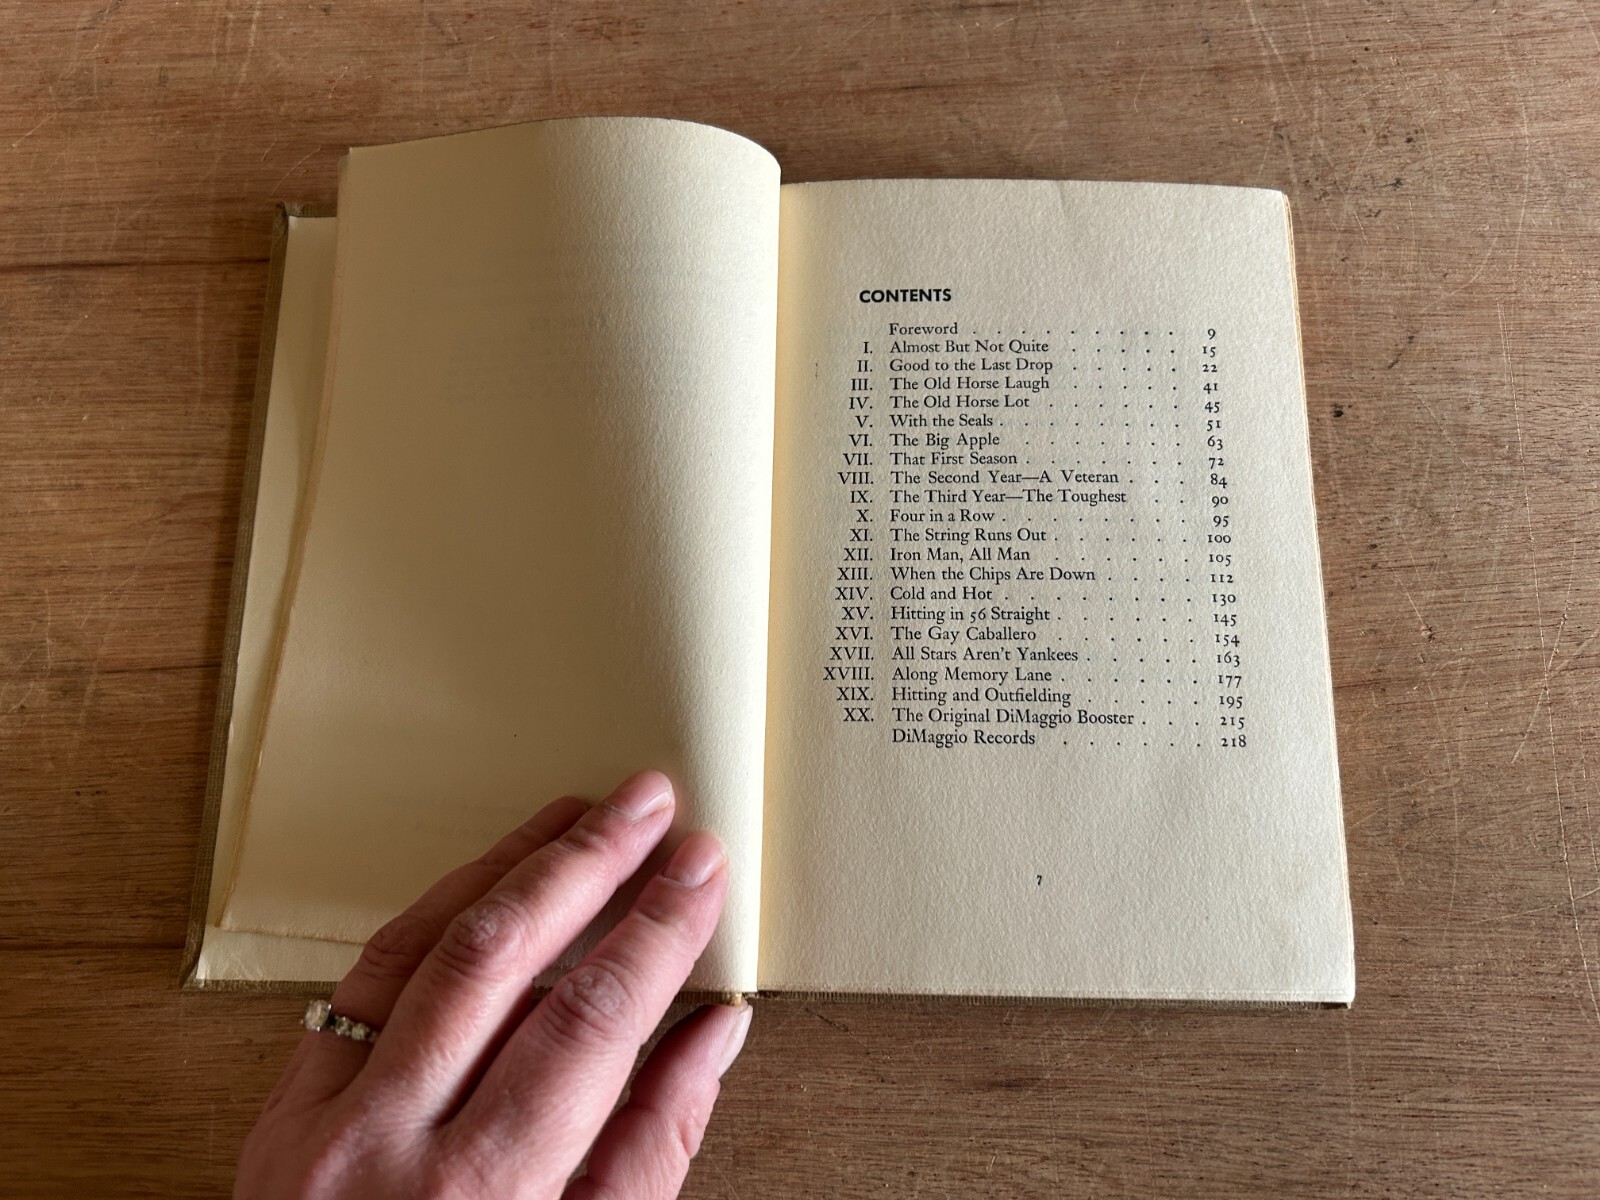 CONTENTS
Foreword . . . . . . . . . 9
I. Almost But Not Quite . . . . . 15
II. Good to the Last Drop . . . . . 22
III. The Old Horse Laugh . . . . . 41
IV. The Old Horse Lot . . . . . . 45
V. With the Seals . . . . . . . . 51
VI. The Big Apple . . . . . . . 63
VII. That First Season . . . . . . . 72
VIII. The Second Year—A Veteran . . . 84
IX. The Third Year—The Toughest . . 90
X. Four in a Row . . . . . . . . 95
XI. The String Runs Out . . . . . . 100
XII. Iron Man, All Man . . . . . . 105
XIII. When the Chips Are Down . . . . 112
XIV. Cold and Hot . . . . . . . . 130
XV. Hitting in 56 Straight . . . . . . 145
XVI. The Gay Caballero . . . . . . 154
XVII. All Stars Aren't Yankees . . . . . 163
XVIII. Along Memory Lane . . . . . . 177
XIX. Hitting and Outfielding . . . . . 195
XX. The Original DiMaggio Booster . . . 215
DiMaggio Records . . . . . . 218
7